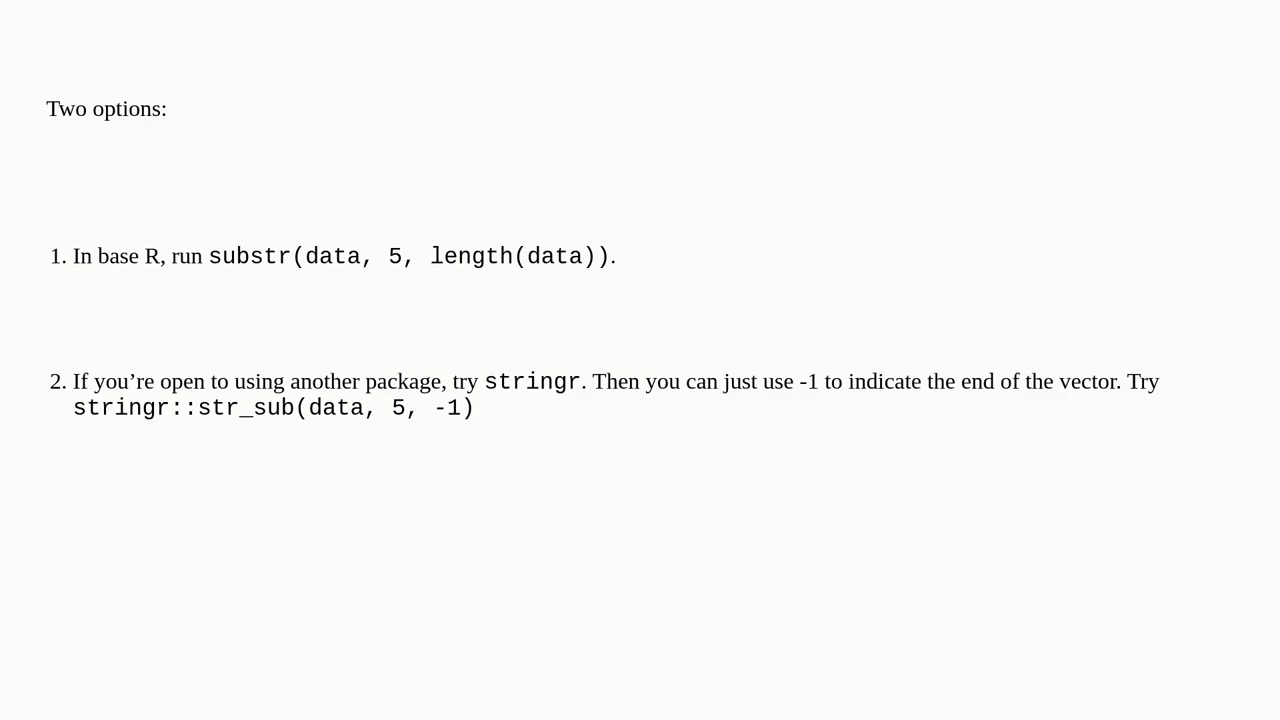 Two options:
1. In base R, run substr(data, 5, length(data)).
2. If you’re open to using another package, try stringr. Then you can just use -1 to indicate the end of the vector. Try
stringr::str_sub(data, 5, -1)